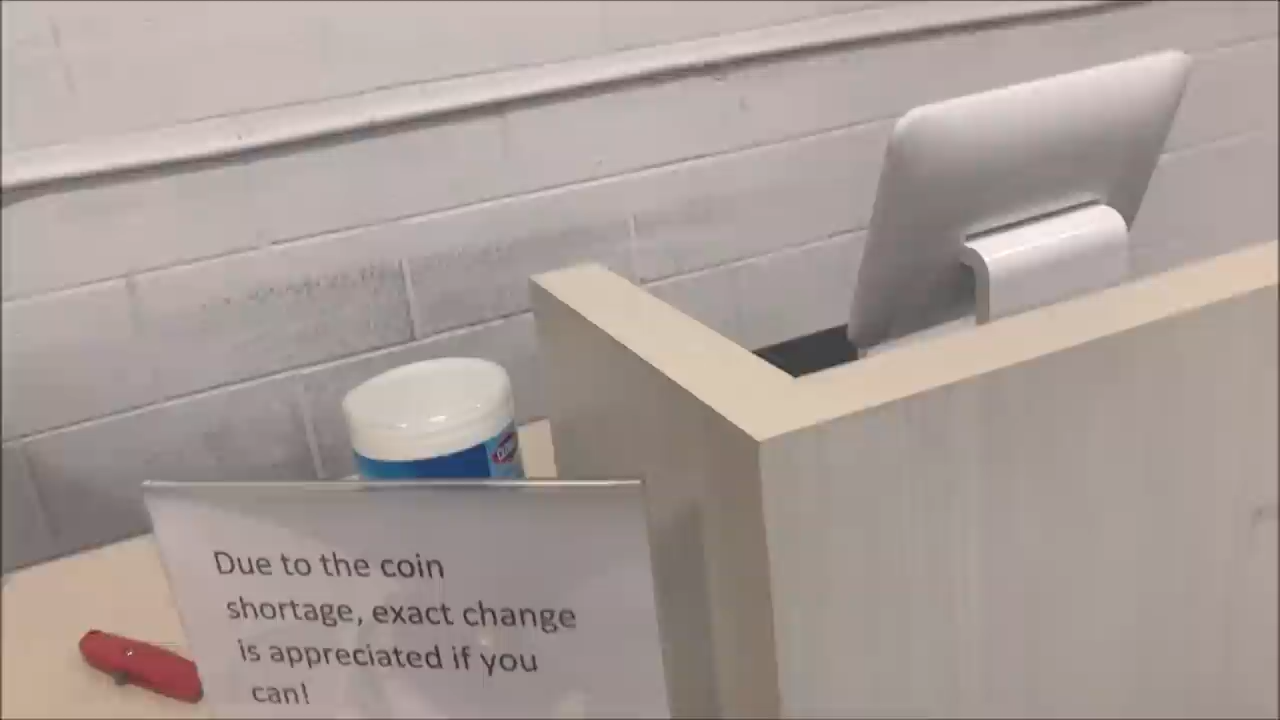 Due to the coin
shortage, exact change
is appreciated if you
can!